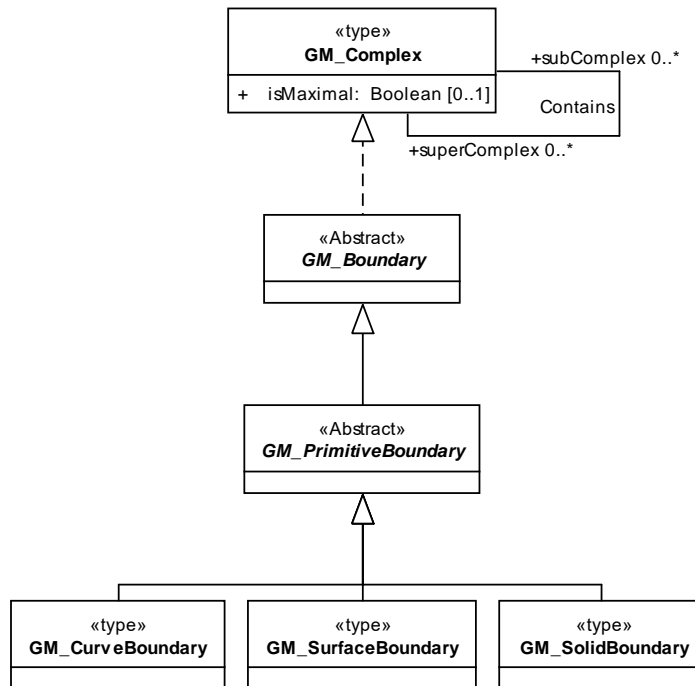 «type»
GM_Complex
+ isMaximal: Boolean [0..1]
+subComplex 0..*
Contains
+superComplex 0..*
«Abstract»
GM_Boundary
«Abstract»
GM_PrimitiveBoundary
«type»
GM_CurveBoundary
«type»
GM_SurfaceBoundary
«type»
GM_SolidBoundary